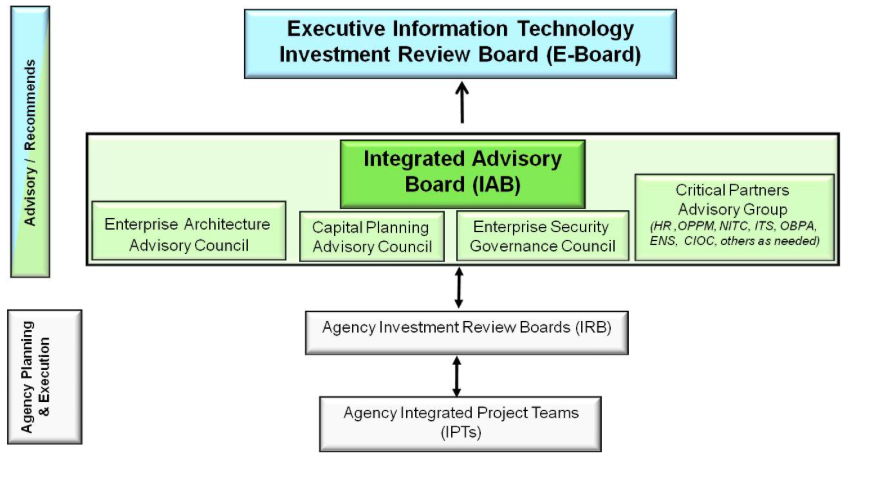 Executive Information Technology
Investment Review Board (E-Board)
Advisory / Recommends
Integrated Advisory
Board (IAB)
Enterprise Architecture
Advisory Council
Capital Planning
Advisory Council
Enterprise Security
Governance Council
Critical Partners
Advisory Group
(HR ,OPPM, NITC, ITS, OBPA,
ENS, CIOC, others as needed)
Agency Investment Review Boards (IRB)
Agency Planning
& Execution
Agency Integrated Project Teams
(IPTs)